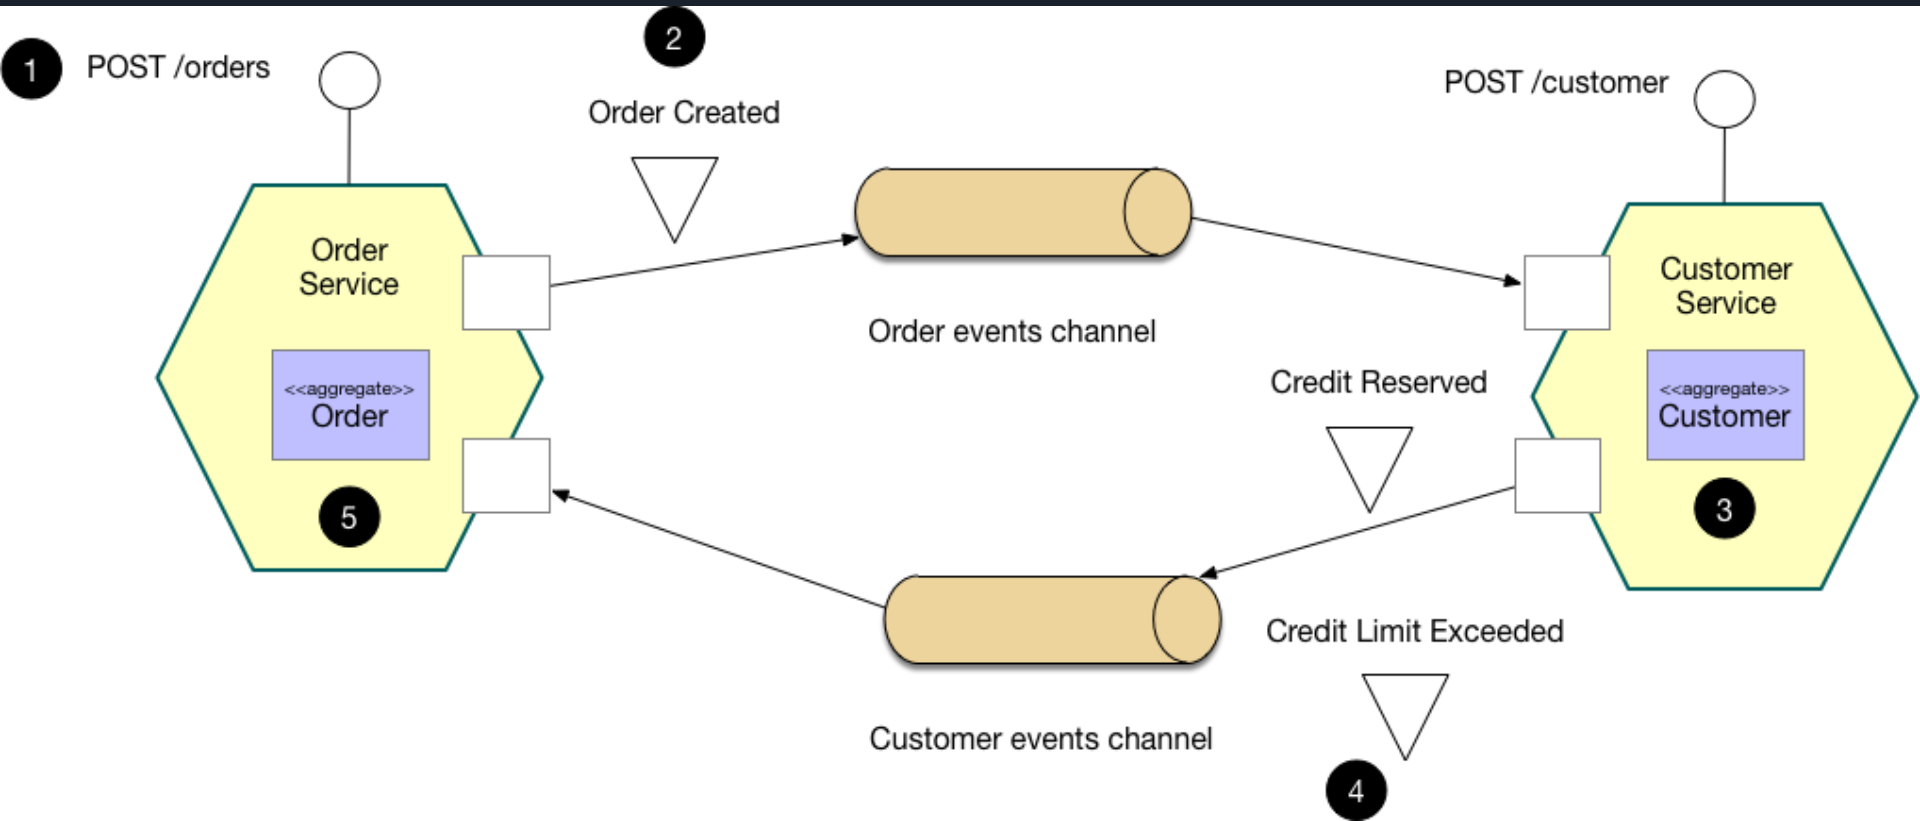 1
POST /orders
2
Order Created
POST /customer
Order
Service
<<aggregate>>
Order
5
Order events channel
Customer
Service
<<aggregate>>
Customer
3
Credit Reserved
Credit Limit Exceeded
4
Customer events channel